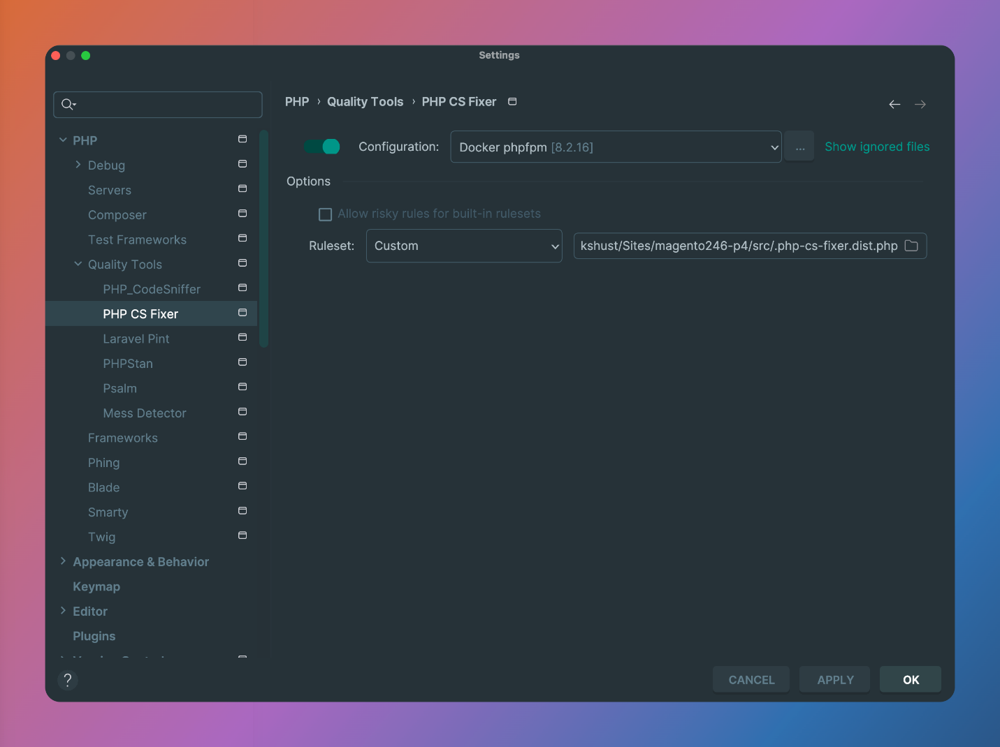 Settings
PHP › Quality Tools › PHP CS Fixer
PHP
Debug
Servers
Composer
Test Frameworks
Quality Tools
PHP_CodeSniffer
PHP CS Fixer
Laravel Pint
PHPStan
Psalm
Mess Detector
Frameworks
Phing
Blade
Smarty
Twig
Appearance & Behavior
Keymap
Editor
Plugins
Configuration: Docker phpfpm [8.2.16] ... Show ignored files
Options
Allow risky rules for built-in rulesets
Ruleset: Custom kshust/Sites/magento246-p4/src/.php-cs-fixer.dist.php
? CANCEL APPLY OK